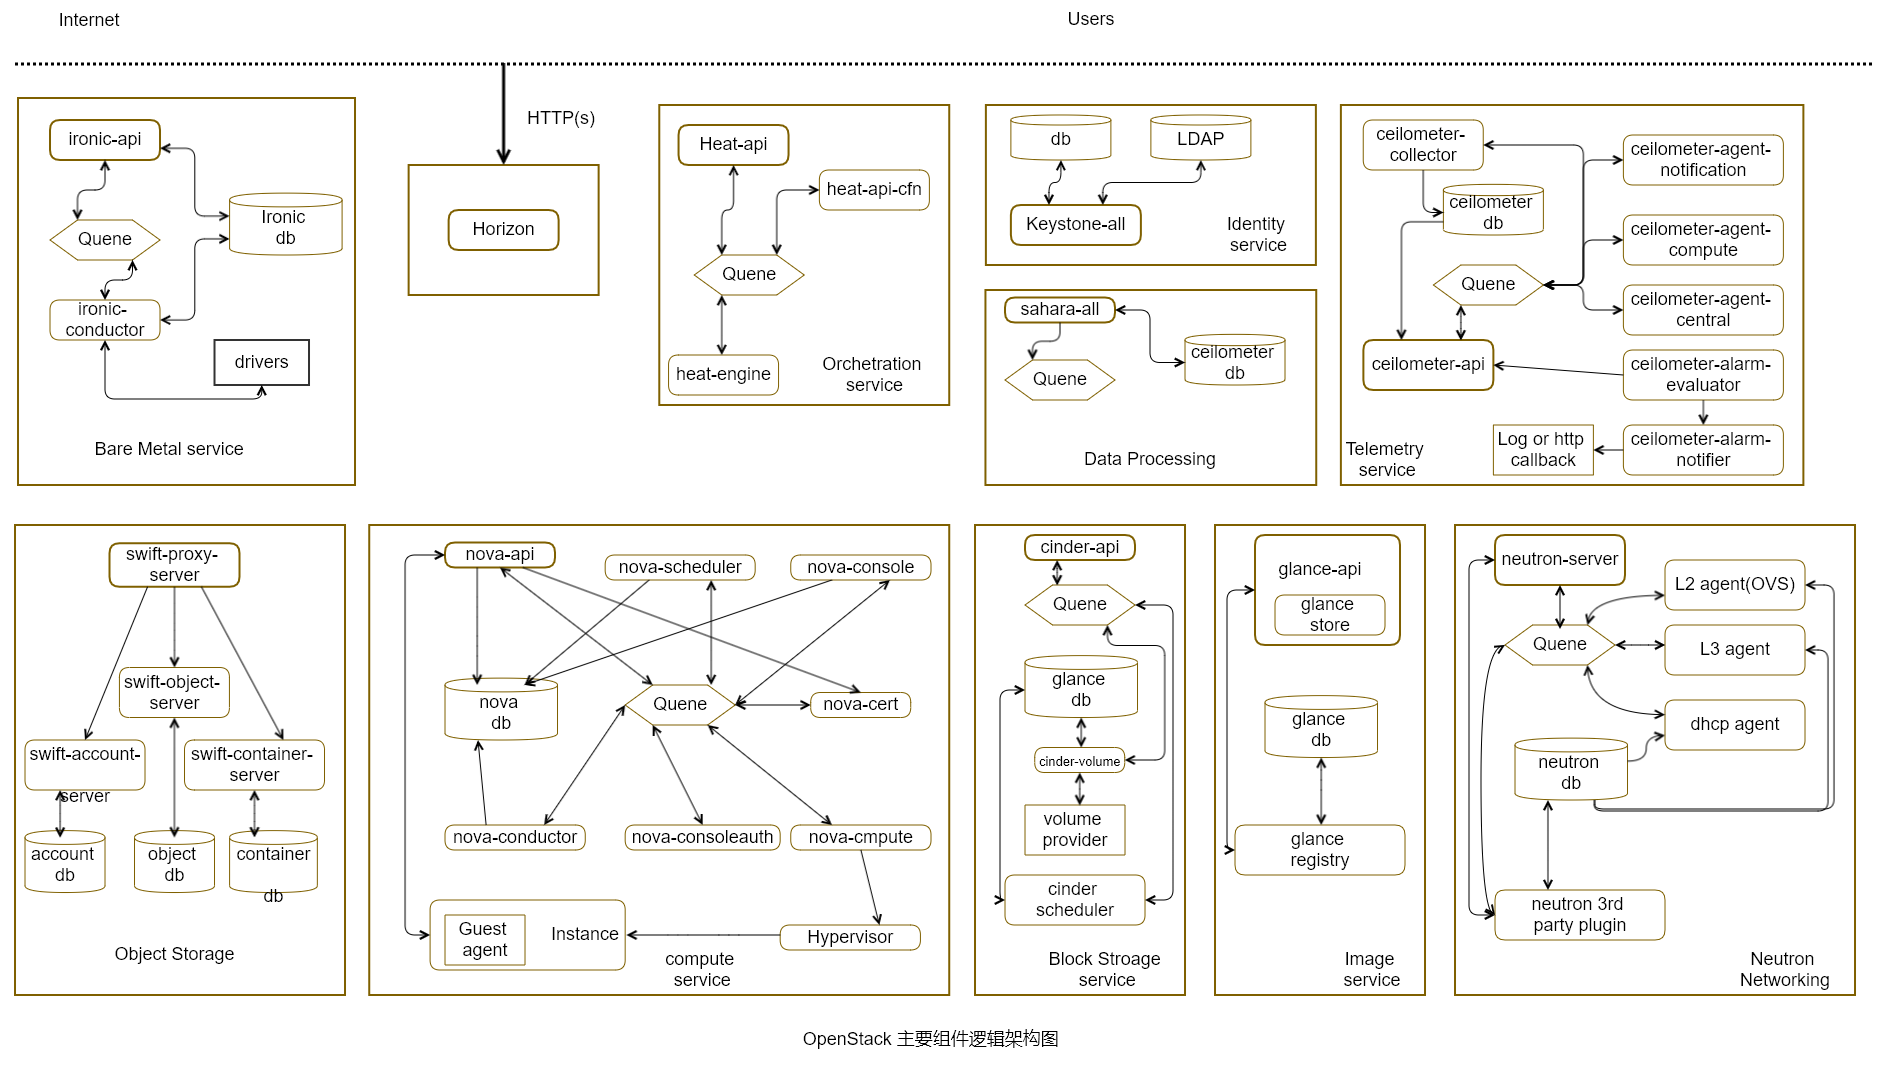 Internet
Users
HTTP(s)
ironic-api
Quene
ironic-
conductor
Ironic
db
drivers
Bare Metal service
Horizon
Heat-api
heat-api-cfn
Quene
heat-engine
Orchetration
service
db
LDAP
Keystone-all
Identity
service
sahara-all
Quene
ceilometer
db
Data Processing
ceilometer-
collector
ceilometer
db
Quene
ceilometer-api
ceilometer-agent-
notification
ceilometer-agent-
compute
ceilometer-agent-
central
ceilometer-alarm-
evaluator
ceilometer-alarm-
notifier
Log or http
callback
Telemetry
service
swift-proxy-
server
swift-object-
server
swift-account-
server
swift-container-
server
account
db
object
db
container
db
Object Storage
nova-api
nova-scheduler
nova-console
nova
db
Quene
nova-cert
nova-conductor
nova-consoleauth
nova-cmpute
Guest
agent
Instance
Hypervisor
compute
service
cinder-api
Quene
glance
db
cinder-volume
volume
provider
cinder
scheduler
Block Stroage
service
glance-api
glance
store
glance
db
glance
registry
Image
service
neutron-server
Quene
L2 agent(OVS)
L3 agent
dhcp agent
neutron
db
neutron 3rd
party plugin
Neutron
Networking
OpenStack 主要组件逻辑架构图